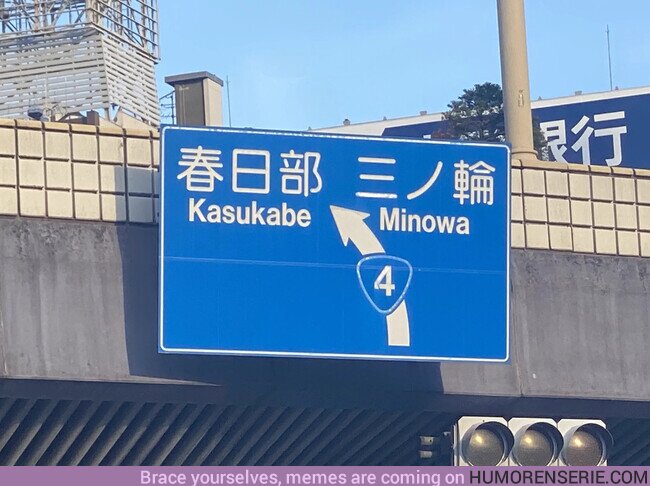 春日部 三ノ輪
Kasukabe Minowa
4
銀行
Brace yourselves, memes are coming on HUMORENSERIE.COM